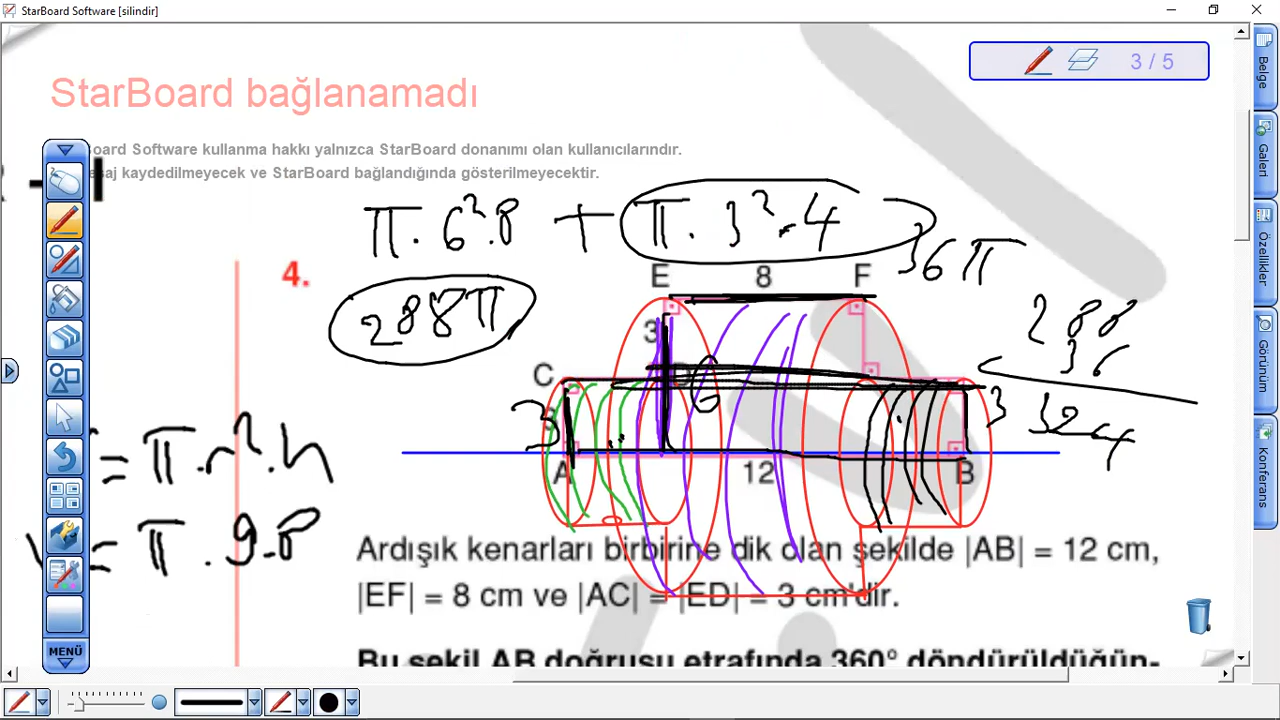 StarBoard Software [silindir]
3 / 5
StarBoard bağlanamadı
Board Software kullanma hakkı yalnızca StarBoard donanımı olan kullanıcılarındır.
saj kaydedilmeyecek ve StarBoard bağlandığında gösterilmeyecektir.
π.6².8 + π.3².4
36π
4.
E 8 F
288π
3
288
36
324
C
D
6
3
3
A 12 B
= π.r².h
V = π.9.8
Ardışık kenarları birbirine dik olan şekilde |AB| = 12 cm,
|EF| = 8 cm ve |AC| = |ED| = 3 cm'dir.
Bu şekil AB doğrusu etrafında 360° döndürüldüğün-
MENÜ
Belge
Galeri
Özellikler
Görünüm
Konferans